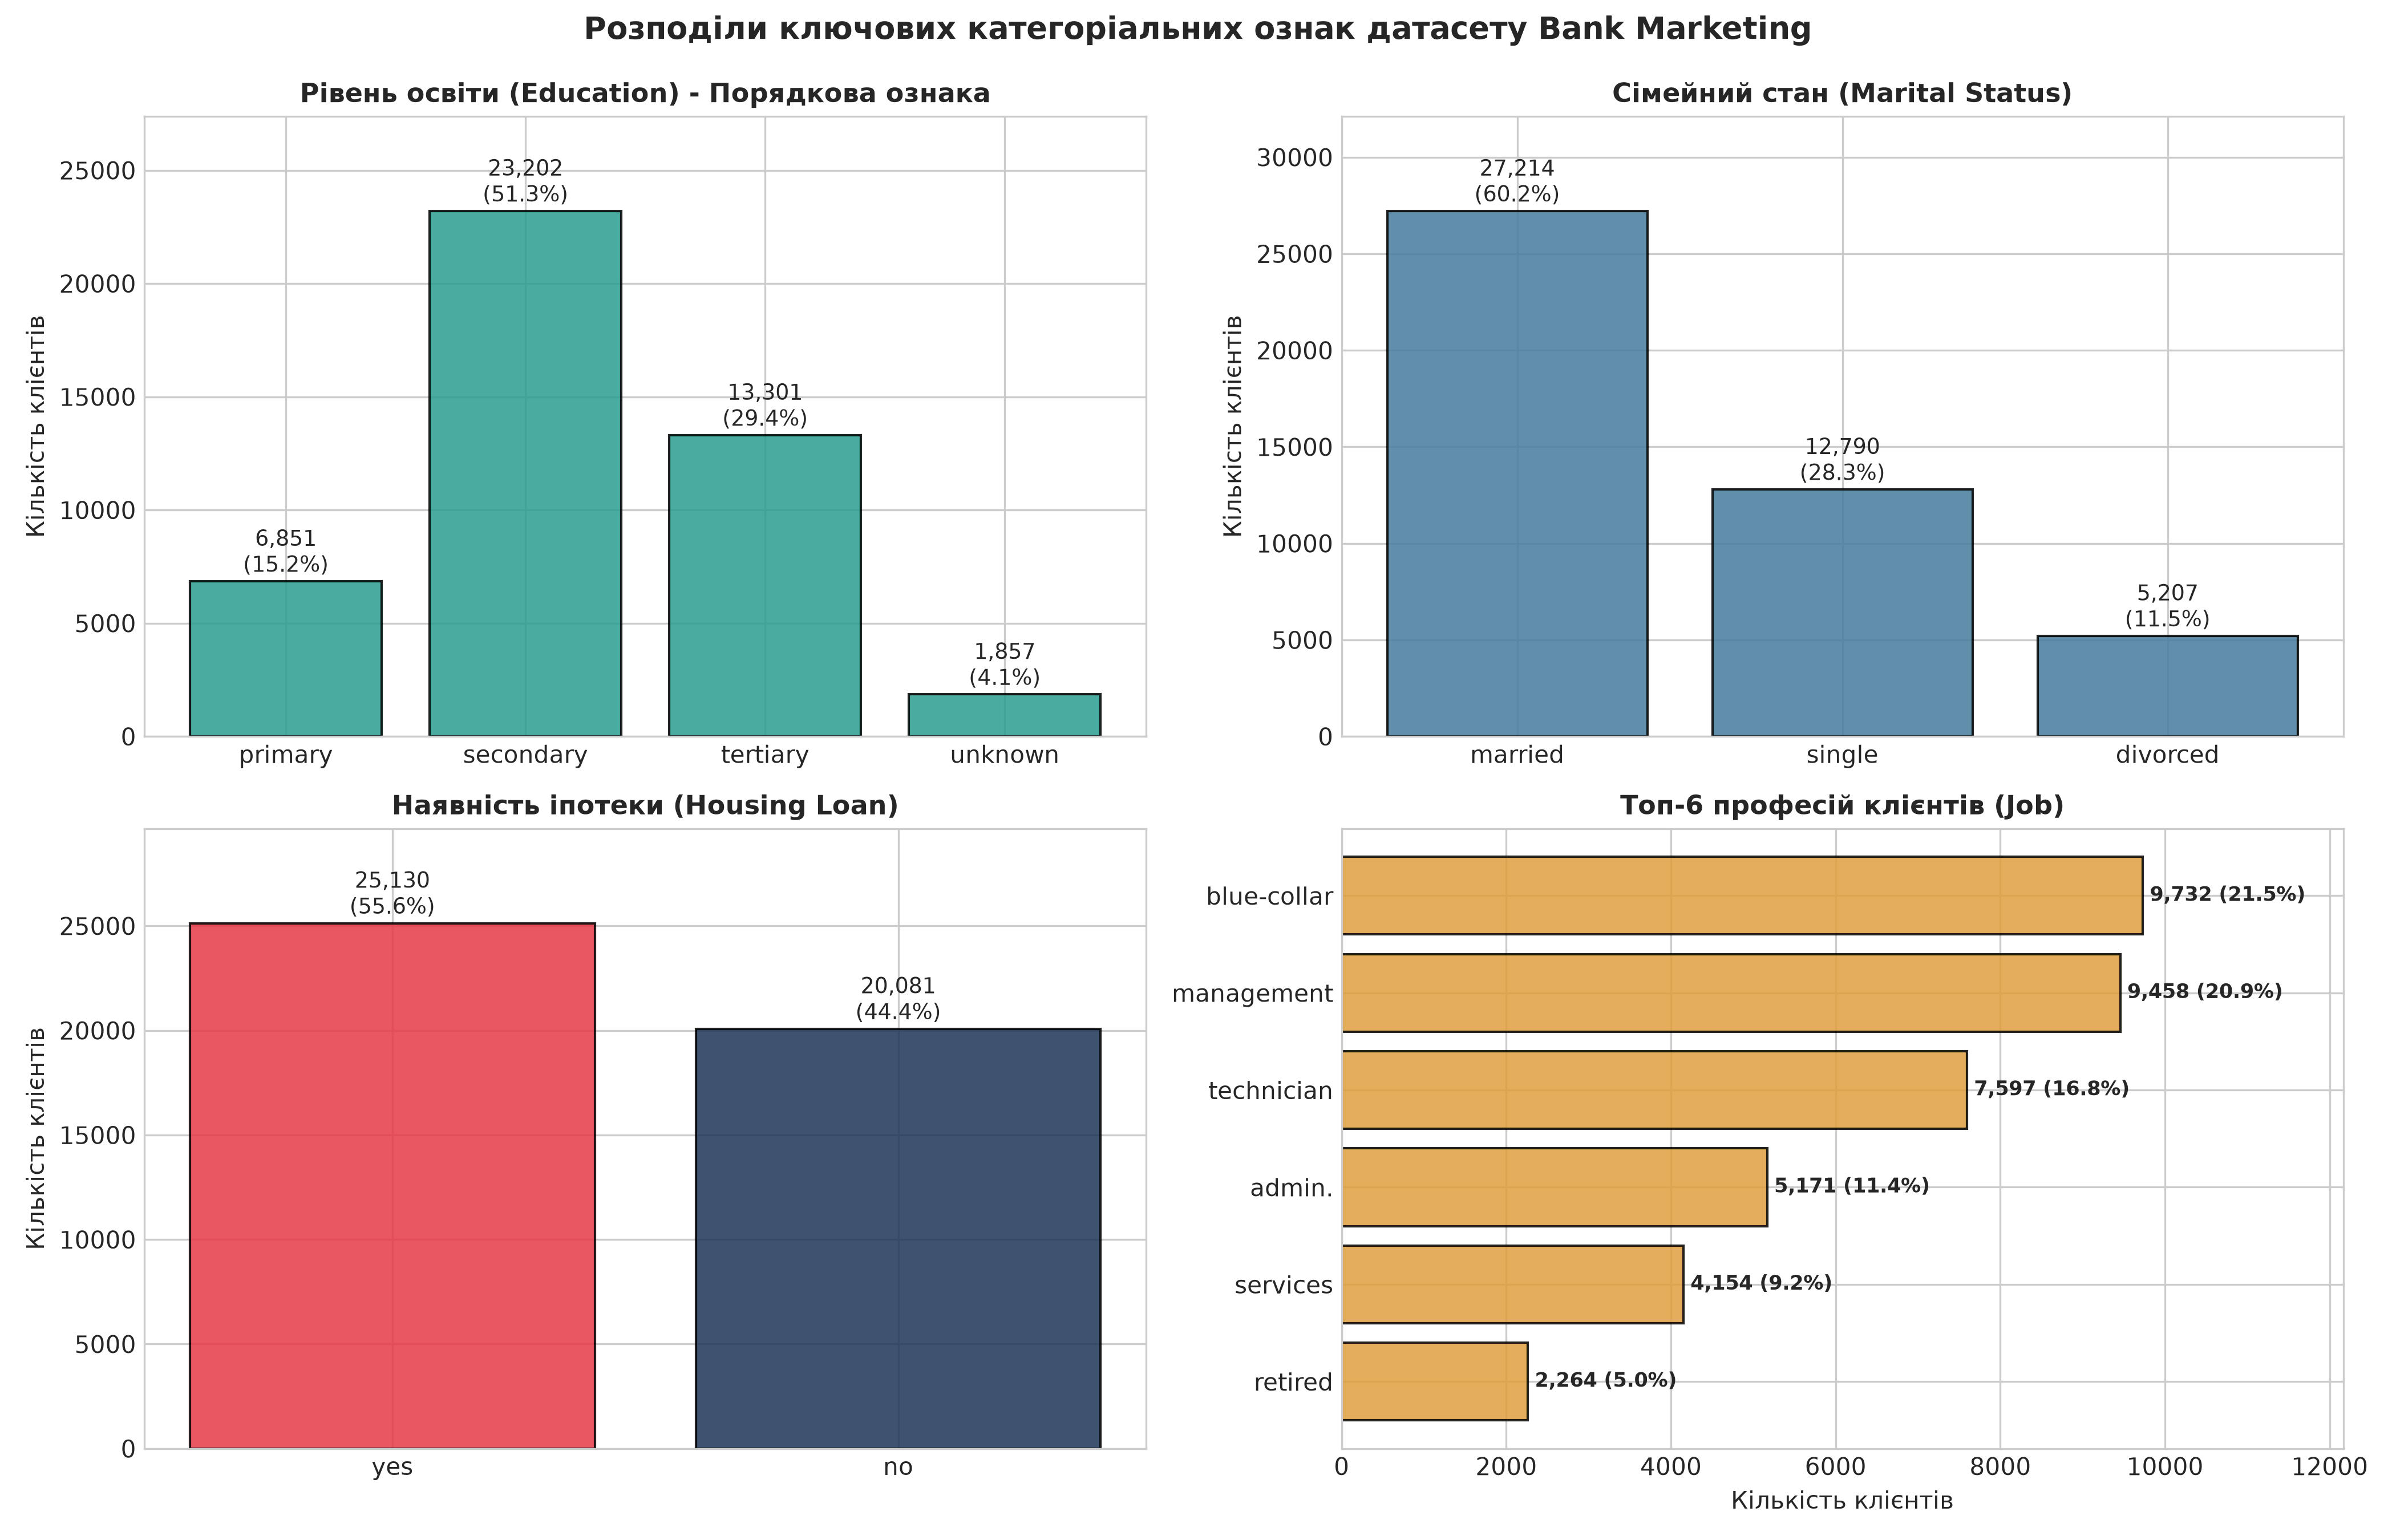 Розподіли ключових категоріальних ознак датасету Bank Marketing
Рівень освіти (Education) - Порядкова ознака
Кількість клієнтів
25000
20000
15000
10000
5000
0
23,202
(51.3%)
13,301
(29.4%)
6,851
(15.2%)
1,857
(4.1%)
primary
secondary
tertiary
unknown
Сімейний стан (Marital Status)
Кількість клієнтів
30000
25000
20000
15000
10000
5000
0
27,214
(60.2%)
12,790
(28.3%)
5,207
(11.5%)
married
single
divorced
Наявність іпотеки (Housing Loan)
Кількість клієнтів
25000
20000
15000
10000
5000
0
25,130
(55.6%)
20,081
(44.4%)
yes
no
Топ-6 професій клієнтів (Job)
blue-collar
9,732 (21.5%)
management
9,458 (20.9%)
technician
7,597 (16.8%)
admin.
5,171 (11.4%)
services
4,154 (9.2%)
retired
2,264 (5.0%)
0
2000
4000
6000
8000
10000
12000
Кількість клієнтів